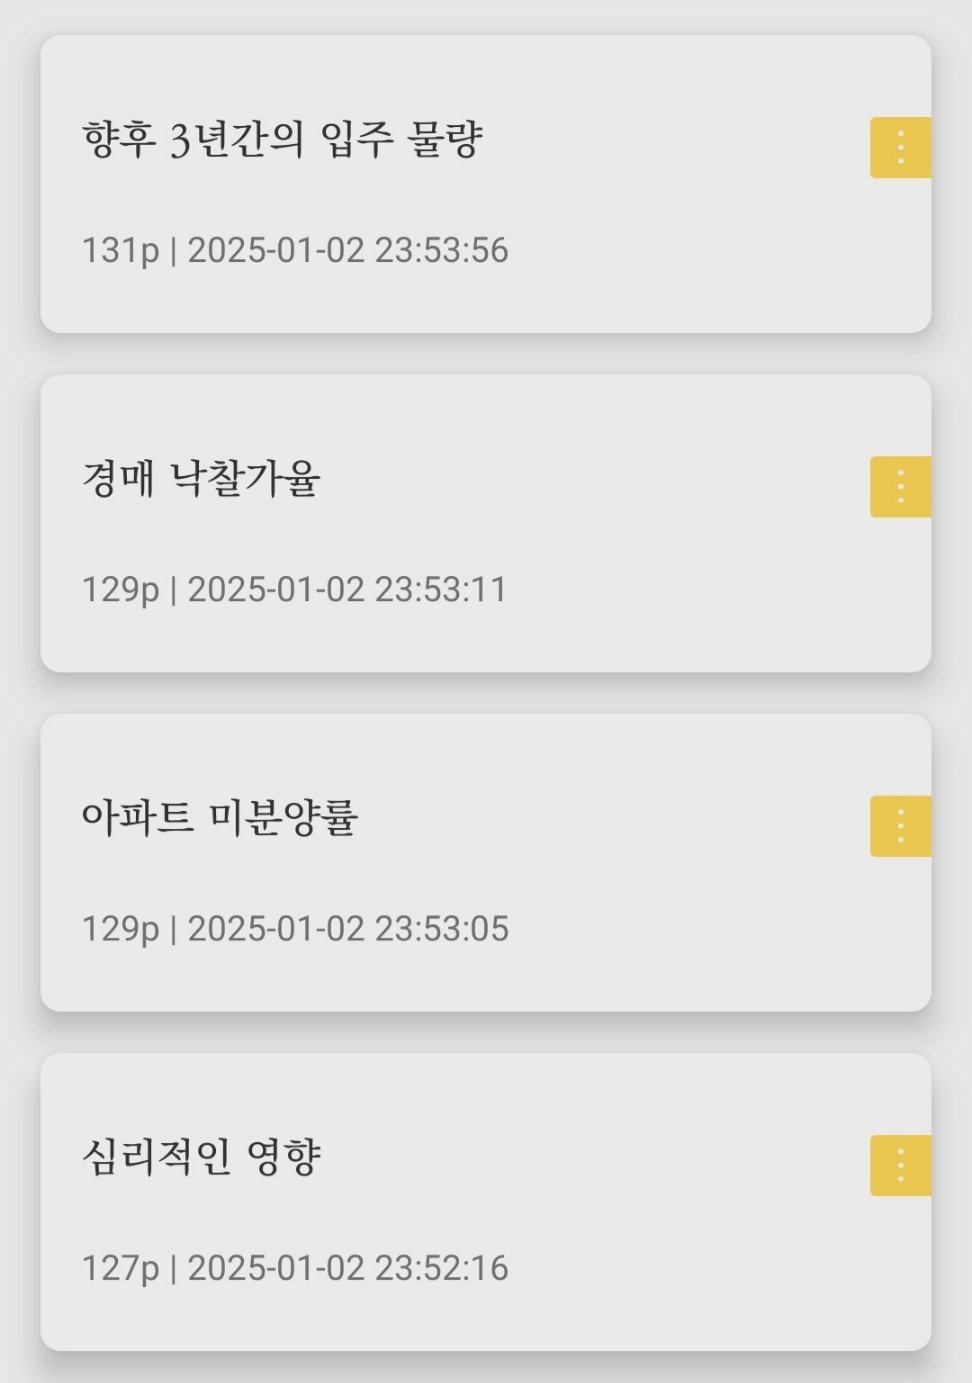 향후 3년간의 입주 물량
131p | 2025-01-02 23:53:56
경매 낙찰가율
129p | 2025-01-02 23:53:11
아파트 미분양률
129p | 2025-01-02 23:53:05
심리적인 영향
127p | 2025-01-02 23:52:16